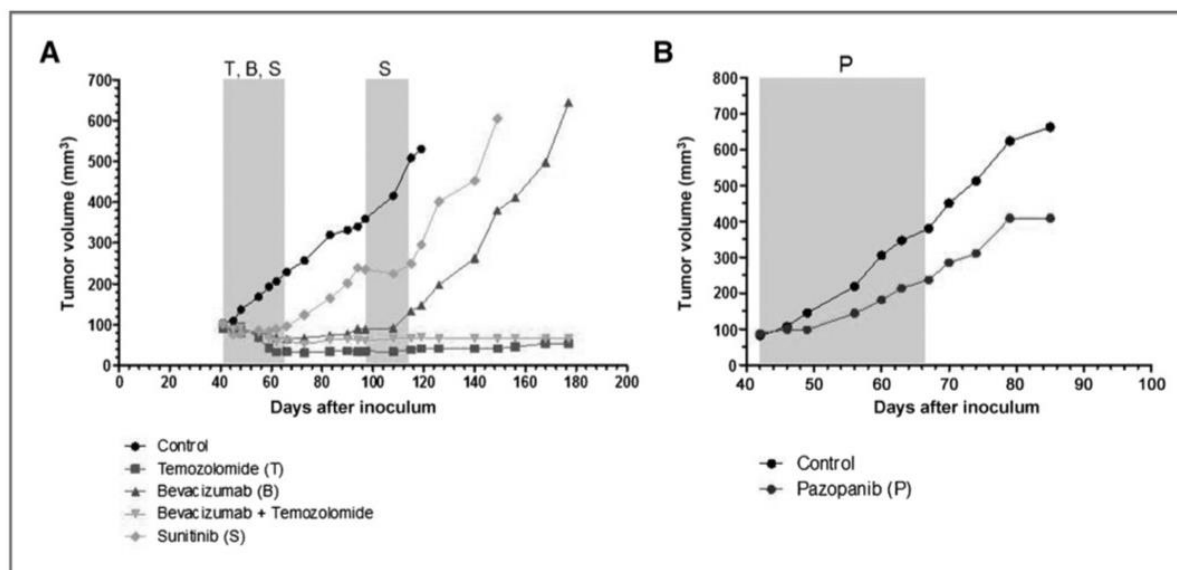 A
T, B, S
S
700
600
500
400
300
200
100
0
Tumor volume (mm³)
0 20 40 60 80 100 120 140 160 180 200
Days after inoculum
Control
Temozolomide (T)
Bevacizumab (B)
Bevacizumab + Temozolomide
Sunitinib (S)
B
P
800
700
600
500
400
300
200
100
0
Tumor volume (mm³)
40 50 60 70 80 90 100
Days after inoculum
Control
Pazopanib (P)